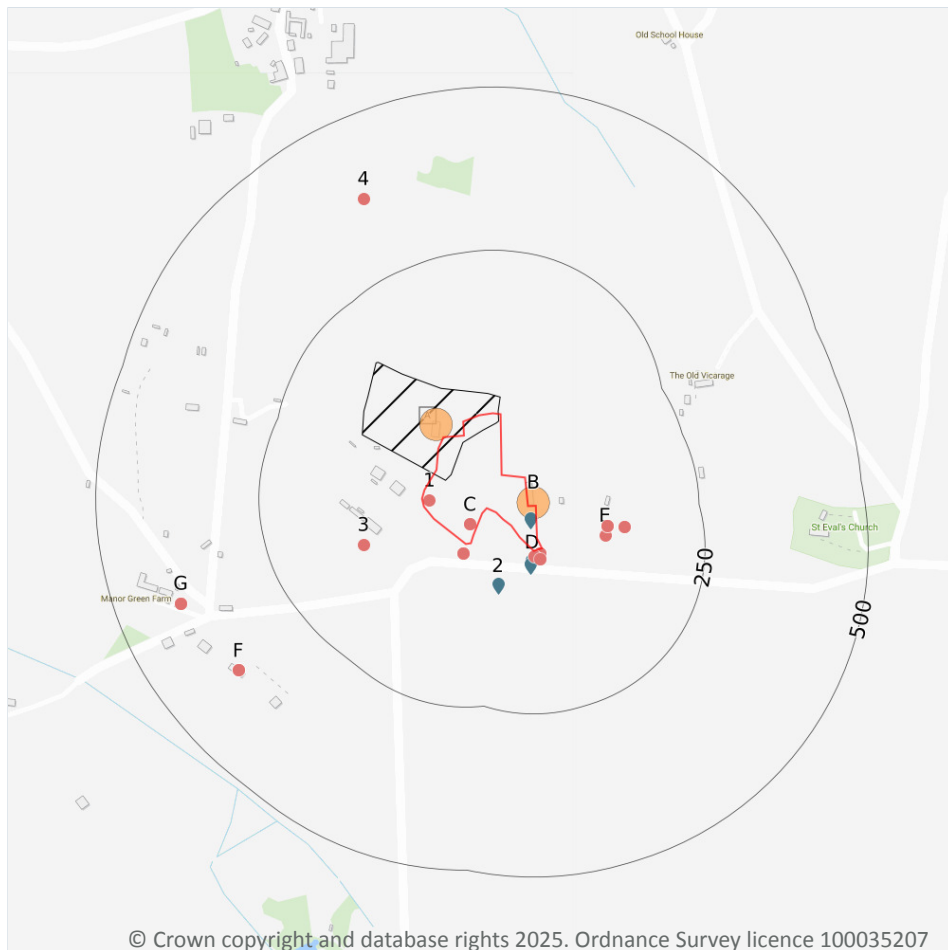 Old School House
4
The Old Vicarage
1
B
C
E
St Eval's Church
3
D
2
250
G
Manor Green Farm
500
F
© Crown copyright and database rights 2025. Ordnance Survey licence 100035207